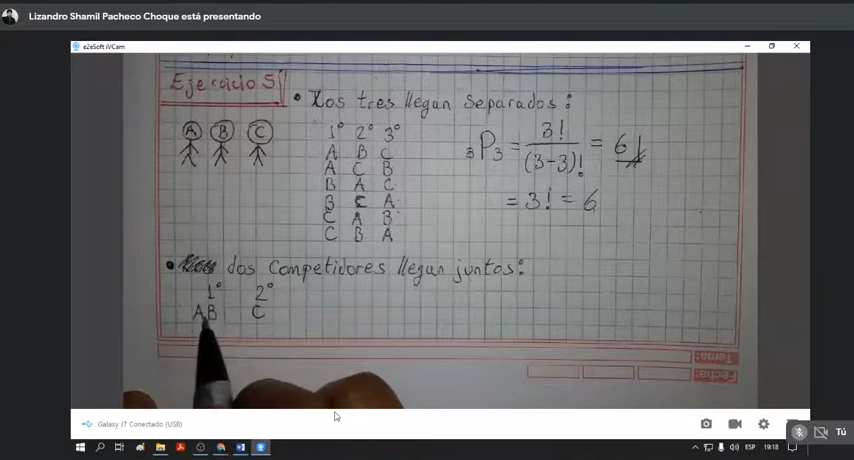 Lizandro Shamil Pacheco Choque está presentando
e2eSoft iVCam
Ejercicio 5
• Los tres llegan separados:
A B C
1° 2° 3°
A B C
A C B
B A C
B C A
C A B
C B A
₃P₃ = 3! / (3-3)! = 6
= 3! = 6
• dos competidores llegan juntos:
1° 2°
AB C
Tema:
Fecha:
Galaxy J7 Conectado (USB)
Tú
ESP 19:18